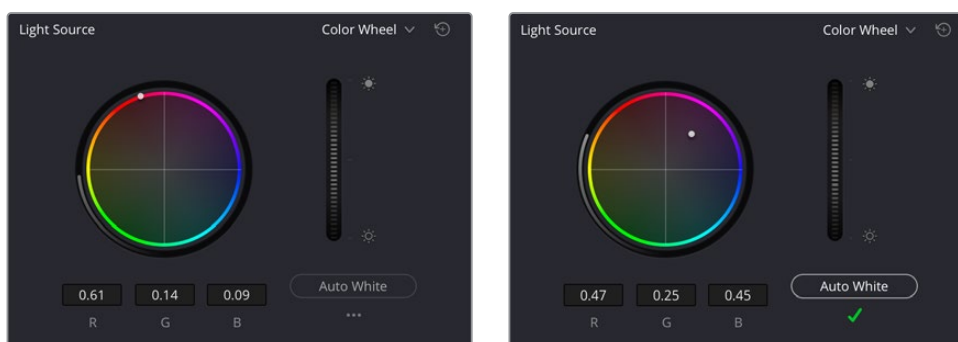 Light Source Color Wheel
0.61 0.14 0.09 Auto White
R G B
Light Source Color Wheel
0.47 0.25 0.45 Auto White
R G B